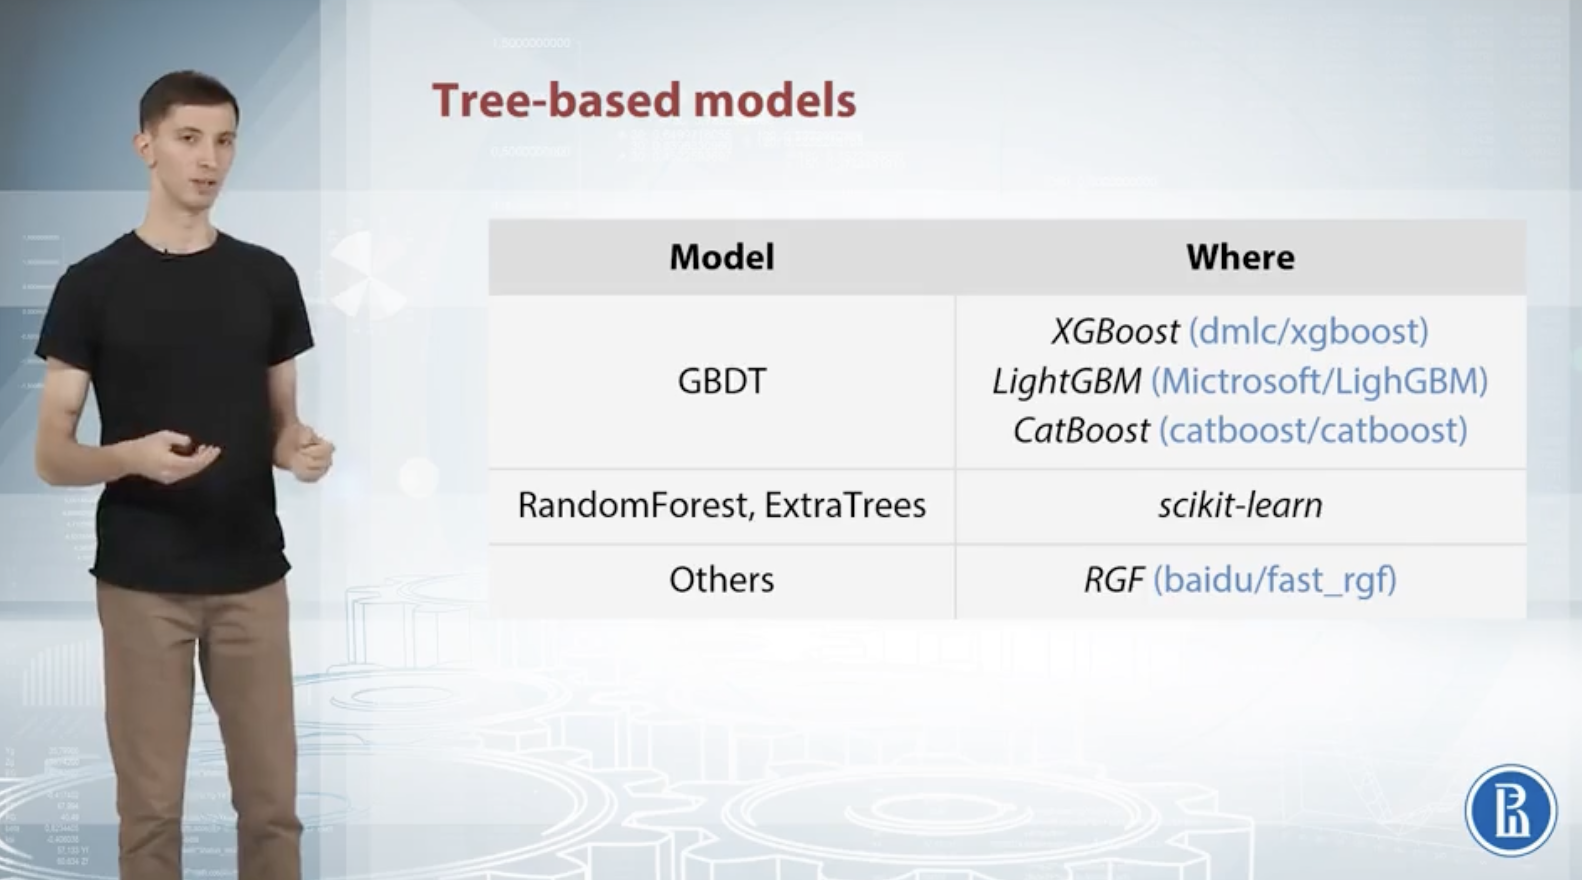 Tree-based models
Model Where
GBDT
XGBoost (dmlc/xgboost)
LightGBM (Mictrosoft/LighGBM)
CatBoost (catboost/catboost)
RandomForest, ExtraTrees scikit-learn
Others RGF (baidu/fast_rgf)